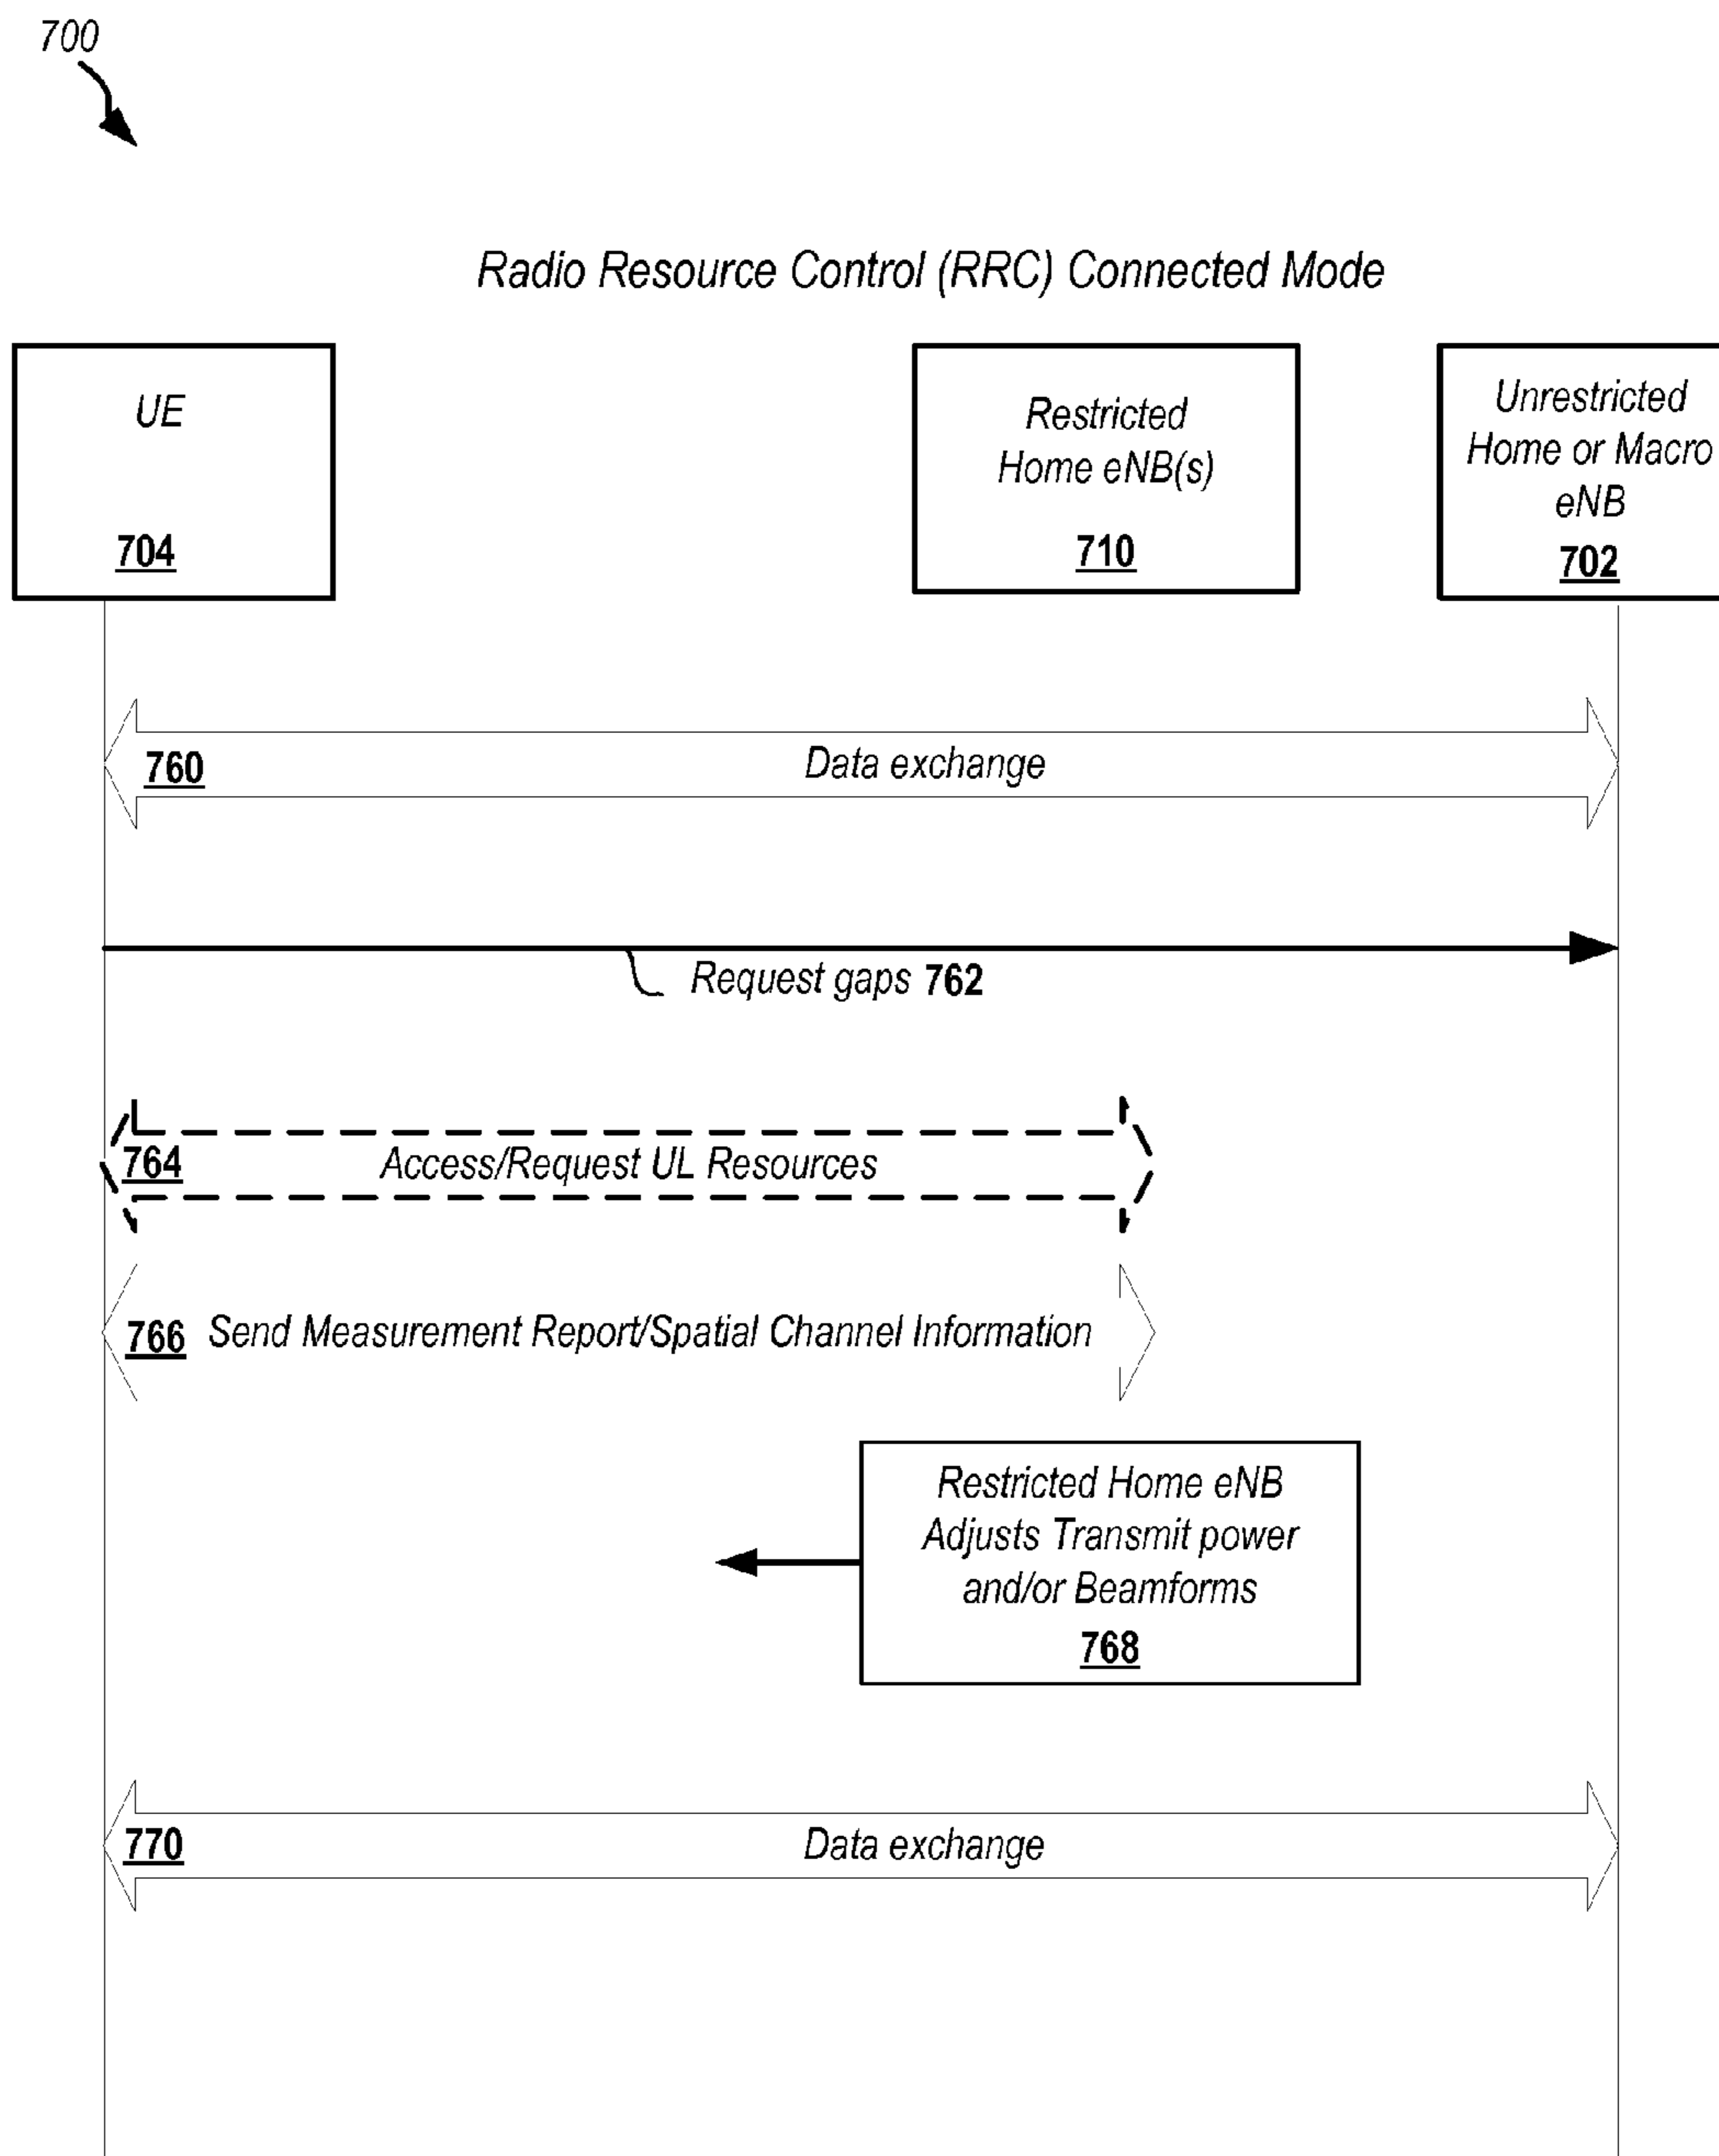 700
Radio Resource Control (RRC) Connected Mode
UE
704
Restricted
Home eNB(s)
710
Unrestricted
Home or Macro
eNB
702
760 Data exchange
Request gaps 762
764 Access/Request UL Resources
766 Send Measurement Report/Spatial Channel Information
Restricted Home eNB
Adjusts Transmit power
and/or Beamforms
768
770 Data exchange